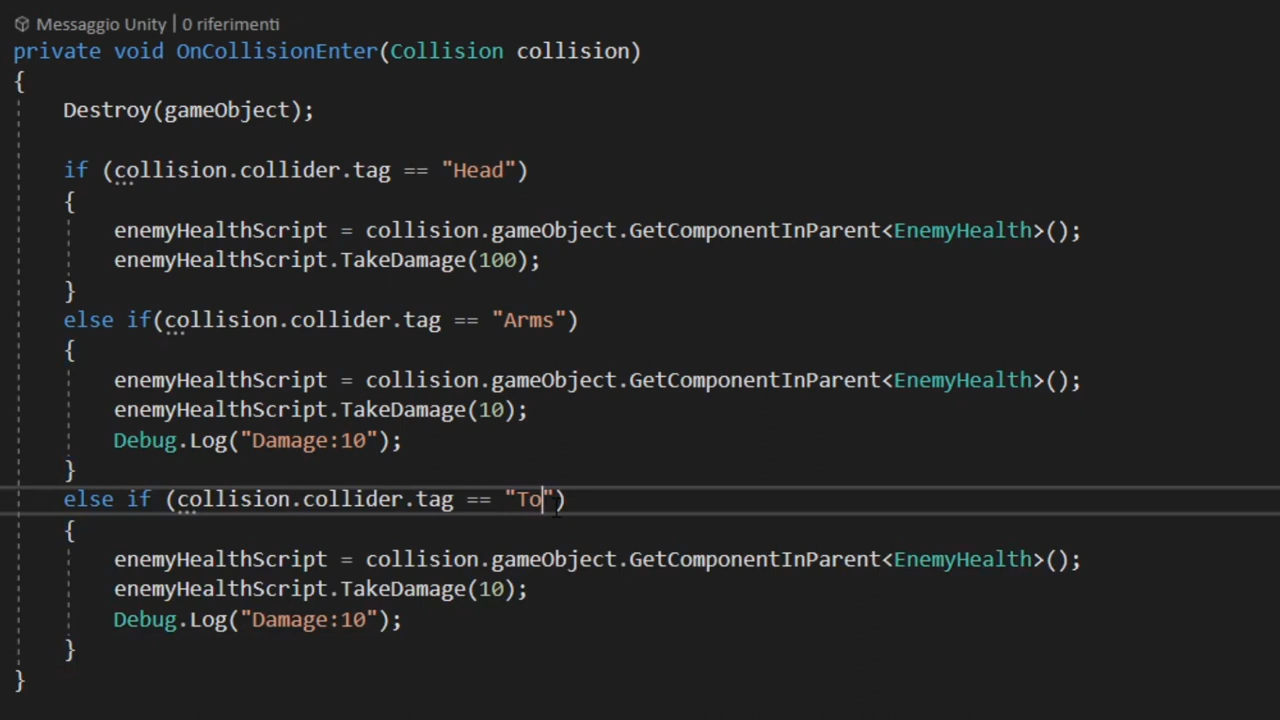 Messaggio Unity | 0 riferimenti
private void OnCollisionEnter(Collision collision)
{
    Destroy(gameObject);

    if (collision.collider.tag == "Head")
    {
        enemyHealthScript = collision.gameObject.GetComponentInParent<EnemyHealth>();
        enemyHealthScript.TakeDamage(100);
    }
    else if(collision.collider.tag == "Arms")
    {
        enemyHealthScript = collision.gameObject.GetComponentInParent<EnemyHealth>();
        enemyHealthScript.TakeDamage(10);
        Debug.Log("Damage:10");
    }
    else if (collision.collider.tag == "To")
    {
        enemyHealthScript = collision.gameObject.GetComponentInParent<EnemyHealth>();
        enemyHealthScript.TakeDamage(10);
        Debug.Log("Damage:10");
    }
}